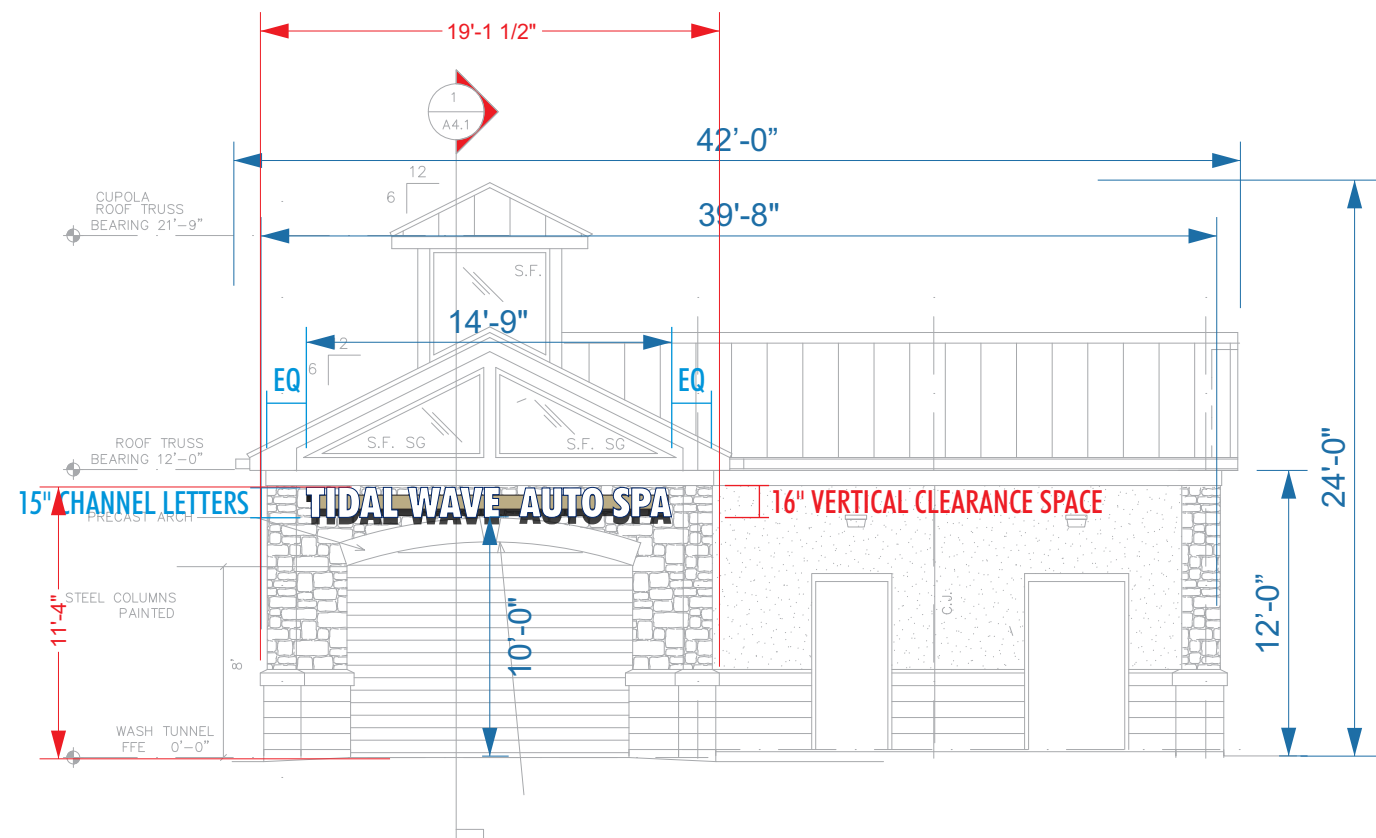 19'-1 1/2"
1
A4.1
42'-0”
12
6
CUPOLA
ROOF TRUSS
BEARING 21'-9"
39'-8"
S.F.
14'-9"
2
6
EQ
EQ
24'-0"
S.F. SG
S.F. SG
ROOF TRUSS
BEARING 12'-0"
15" CHANNEL LETTERS
TIDAL WAVE AUTO SPA
16" VERTICAL CLEARANCE SPACE
PRECAST ARCH
STEEL COLUMNS
PAINTED
11'-4"
10’-0"
C.J.
12’-0”
8'
WASH TUNNEL
FFE 0'-0"